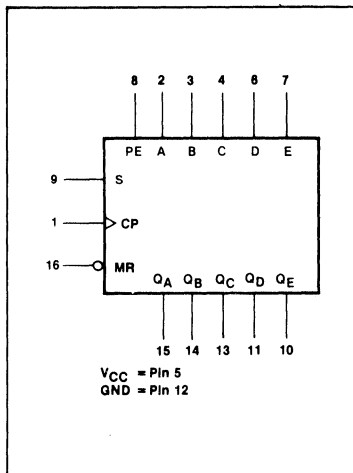 8 2 3 4 6 7
PE A B C D E
9 S
1 CP
16 MR
QA QB QC QD QE
15 14 13 11 10
VCC = Pin 5
GND = Pin 12